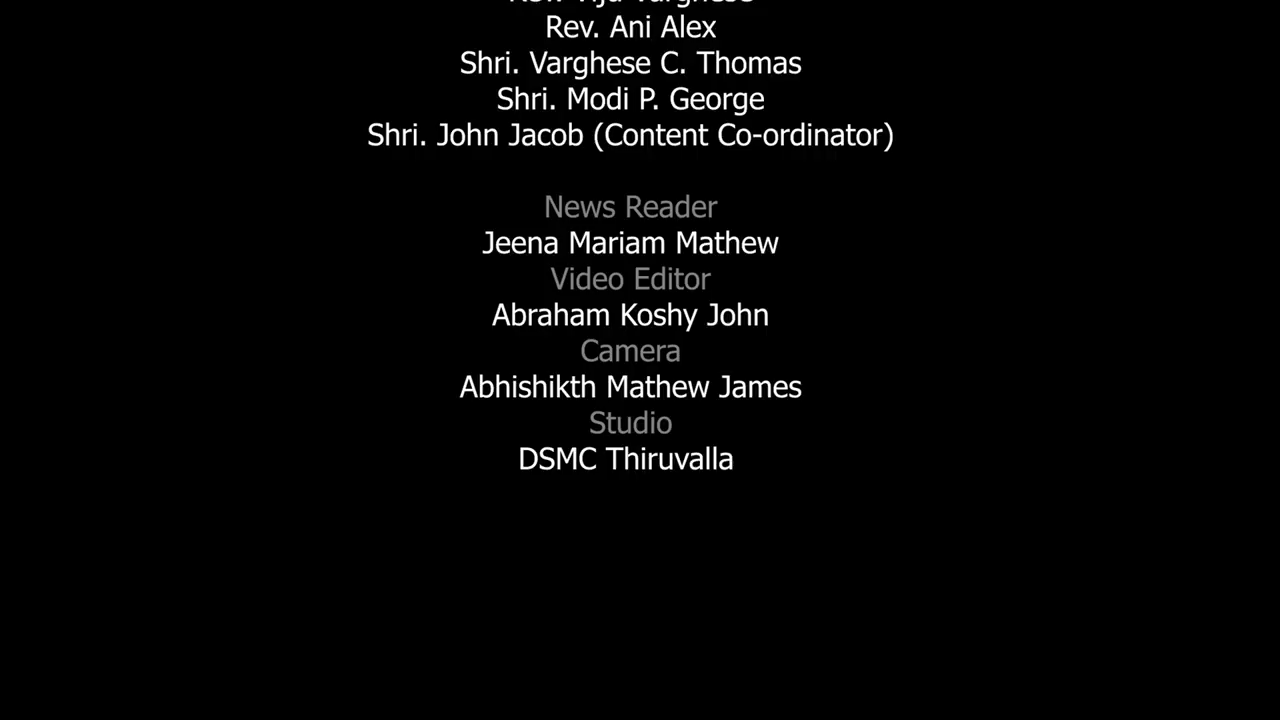 Varghese
Rev. Ani Alex
Shri. Varghese C. Thomas
Shri. Modi P. George
Shri. John Jacob (Content Co-ordinator)
News Reader
Jeena Mariam Mathew
Video Editor
Abraham Koshy John
Camera
Abhishikth Mathew James
Studio
DSMC Thiruvalla